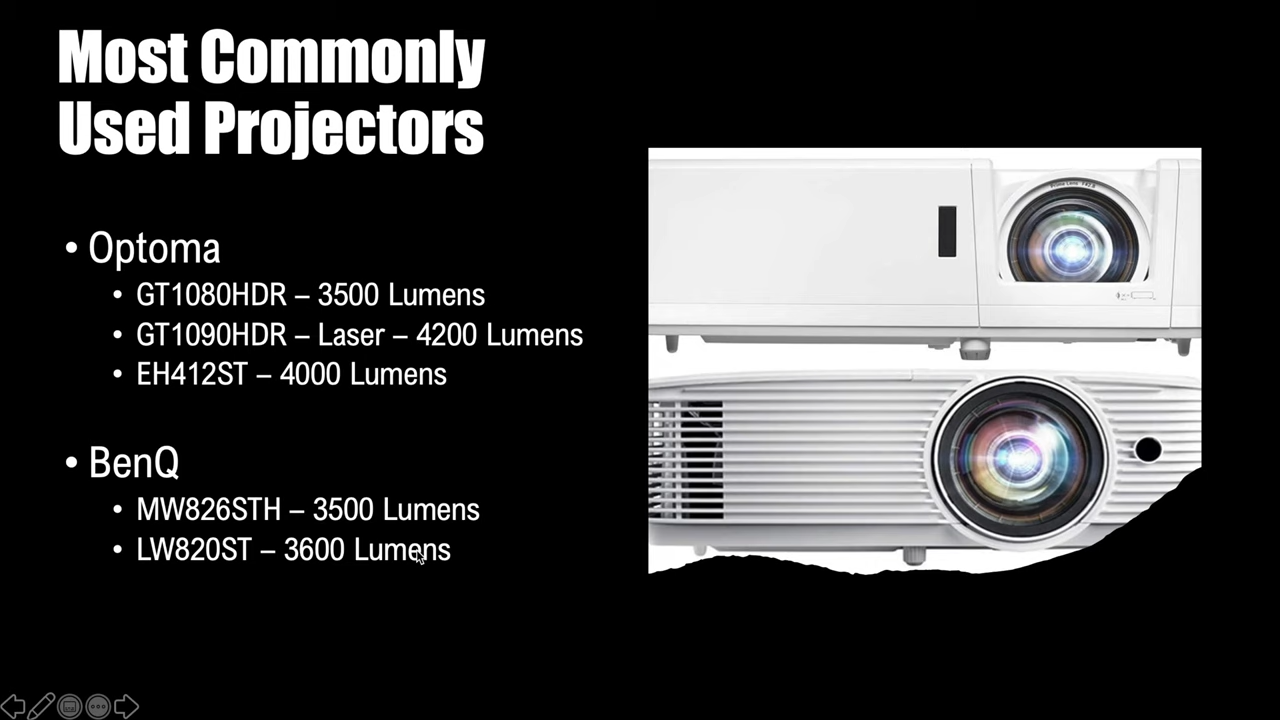 Most Commonly
Used Projectors
• Optoma
• GT1080HDR – 3500 Lumens
• GT1090HDR – Laser – 4200 Lumens
• EH412ST – 4000 Lumens
• BenQ
• MW826STH – 3500 Lumens
• LW820ST – 3600 Lumens